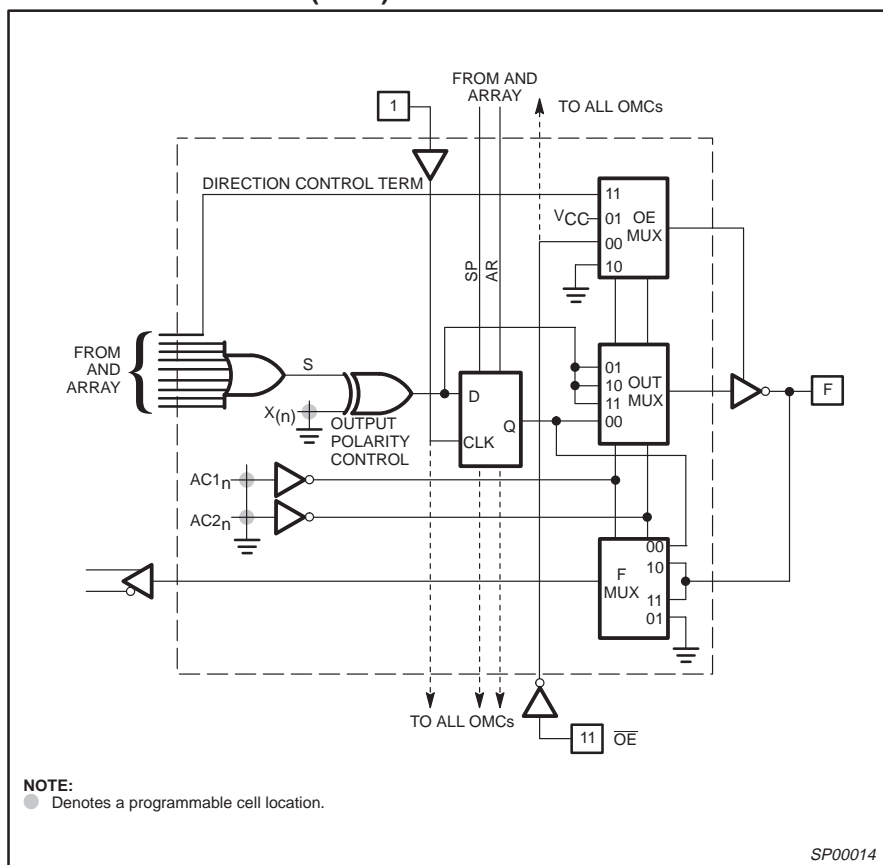 FROM AND
ARRAY
1
TO ALL OMCs
DIRECTION CONTROL TERM
11
VCC
01
OE
MUX
00
10
SP
AR
FROM
AND
ARRAY
S
X(n)
OUTPUT
POLARITY
CONTROL
D
Q
CLK
01
10
11
00
OUT
MUX
F
AC1n
AC2n
00
10
F
MUX
11
01
TO ALL OMCs
11
OE
NOTE:
Denotes a programmable cell location.
SP00014